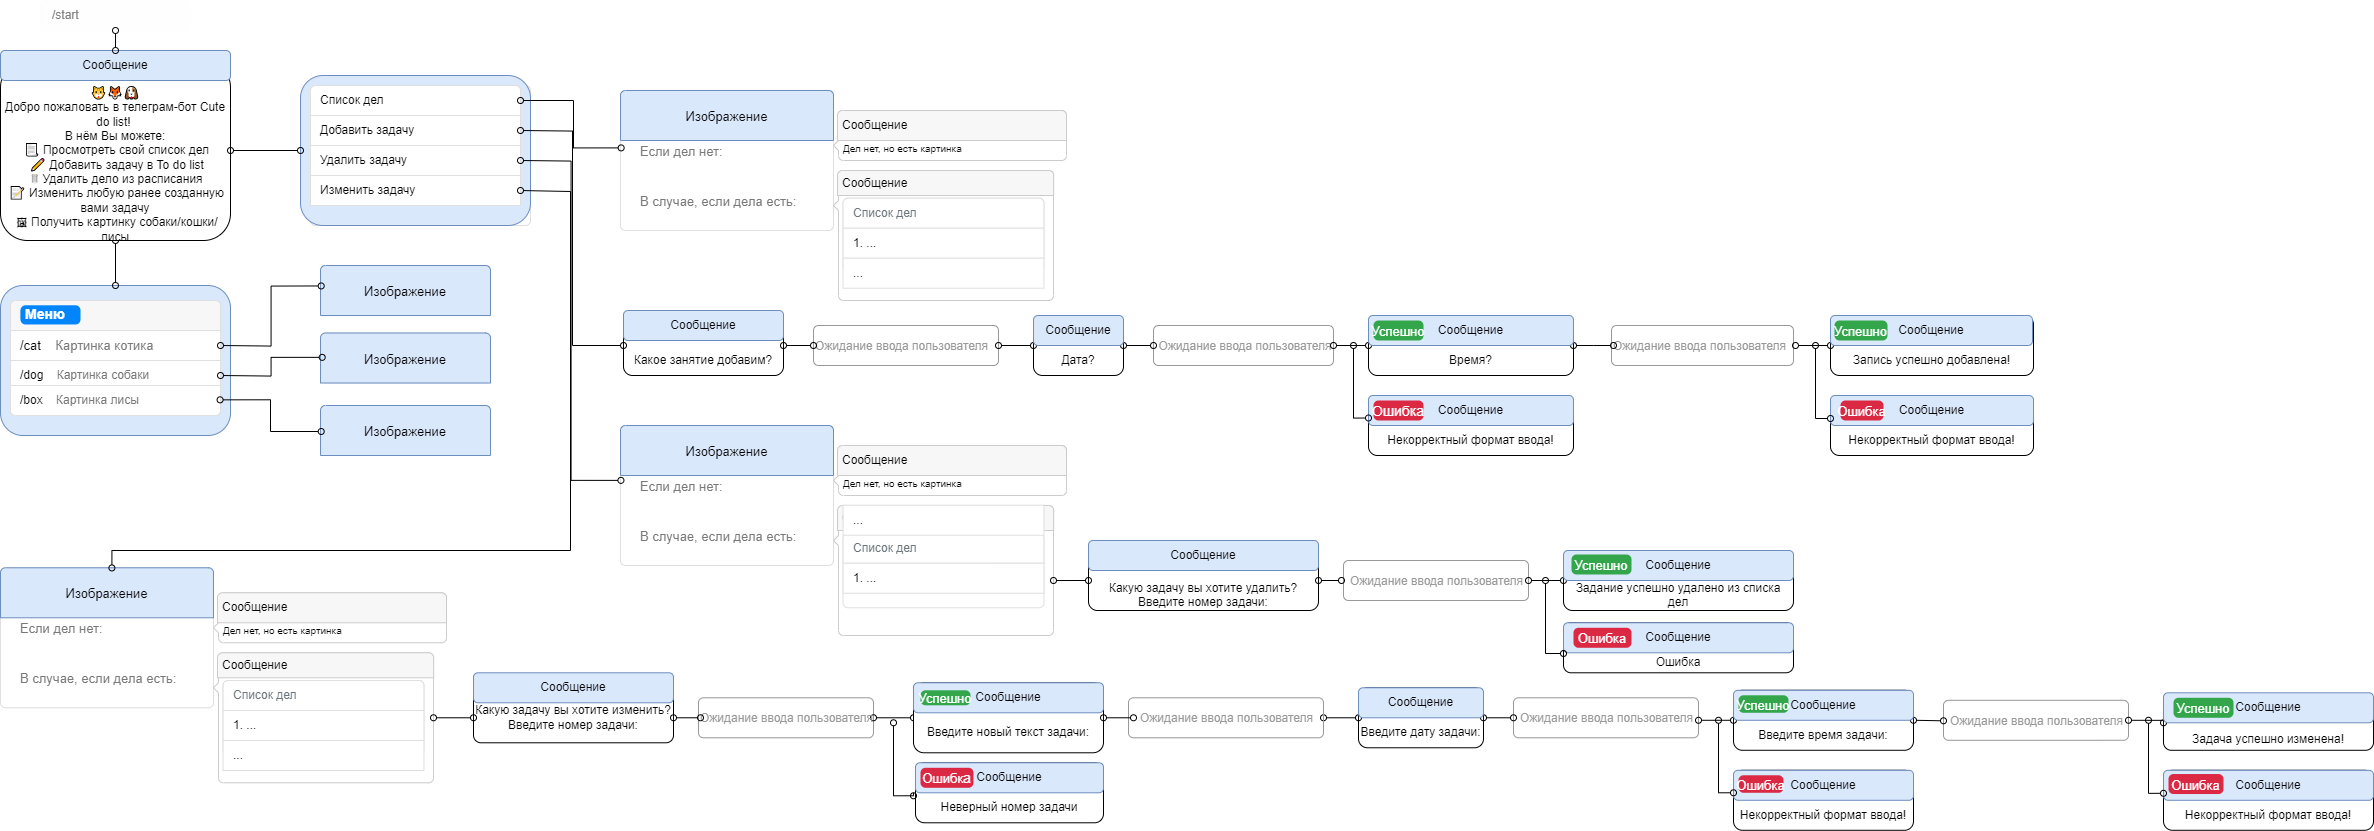 /start
Сообщение
Добро пожаловать в телеграм-бот Cute
do list!
В нём Вы можете:
Просмотреть свой список дел
Добавить задачу в To do list
Удалить дело из расписания
Изменить любую ранее созданную
вами задачу
Получить картинку собаки/кошки/
лисы
Список дел
Добавить задачу
Удалить задачу
Изменить задачу
Меню
/cat Картинка котика
/dog Картинка собаки
/box Картинка лисы
Изображение
Изображение
Изображение
Изображение
Если дел нет:
В случае, если дела есть:
Сообщение
Дел нет, но есть картинка
Сообщение
Список дел
1. ...
...
Сообщение
Какое занятие добавим?
Ожидание ввода пользователя
Сообщение
Дата?
Ожидание ввода пользователя
Успешно Сообщение
Время?
Ошибка Сообщение
Некорректный формат ввода!
Ожидание ввода пользователя
Успешно Сообщение
Запись успешно добавлена!
Ошибка Сообщение
Некорректный формат ввода!
Изображение
Если дел нет:
В случае, если дела есть:
Сообщение
Дел нет, но есть картинка
...
Список дел
1. ...
Сообщение
Какую задачу вы хотите удалить?
Введите номер задачи:
Ожидание ввода пользователя
Успешно Сообщение
Задание успешно удалено из списка
дел
Ошибка Сообщение
Ошибка
Изображение
Если дел нет:
В случае, если дела есть:
Сообщение
Дел нет, но есть картинка
Сообщение
Список дел
1. ...
...
Сообщение
Какую задачу вы хотите изменить?
Введите номер задачи:
Ожидание ввода пользователя
Успешно Сообщение
Введите новый текст задачи:
Ошибка Сообщение
Неверный номер задачи
Ожидание ввода пользователя
Сообщение
Введите дату задачи:
Ожидание ввода пользователя
Успешно Сообщение
Введите время задачи:
Ошибка Сообщение
Некорректный формат ввода!
Ожидание ввода пользователя
Успешно Сообщение
Задача успешно изменена!
Ошибка Сообщение
Некорректный формат ввода!